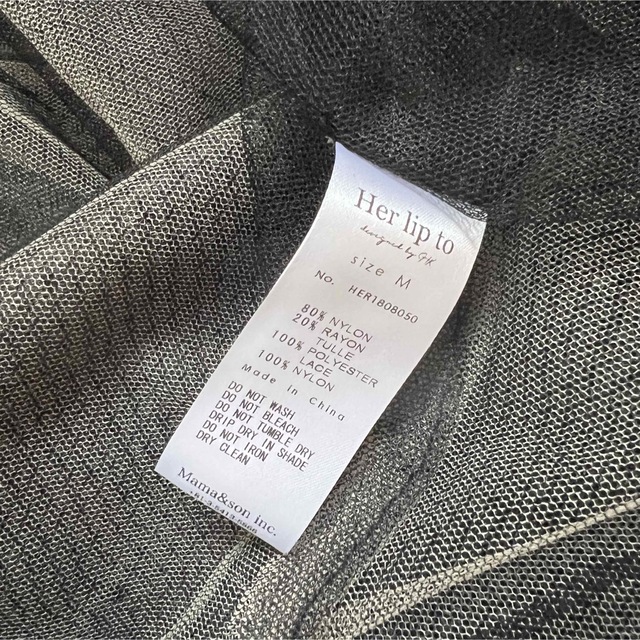 Her lip to
designed by GH
size M
NO. HER1808050
80% NYLON
20% RAYON
TULLE
100% POLYESTER
LACE
100% NYLON
Made in China
DO NOT WASH
DO NOT BLEACH
DO NOT TUMBLE DRY
DRIP DRY IN SHADE
DO NOT IRON
DRY CLEAN
Mama&son inc.